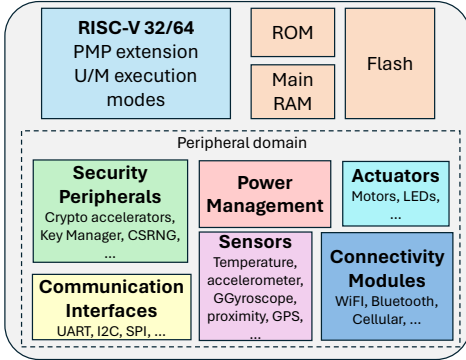 RISC-V 32/64
PMP extension
U/M execution
modes
ROM
Main
RAM
Flash
Peripheral domain
Security
Peripherals
Crypto accelerators,
Key Manager, CSRNG,
...
Power
Management
Actuators
Motors, LEDs,
...
Communication
Interfaces
UART, I2C, SPI, ...
Sensors
Temperature,
accelerometer,
GGyroscope,
proximity, GPS,
...
Connectivity
Modules
WiFI, Bluetooth,
Cellular, ...